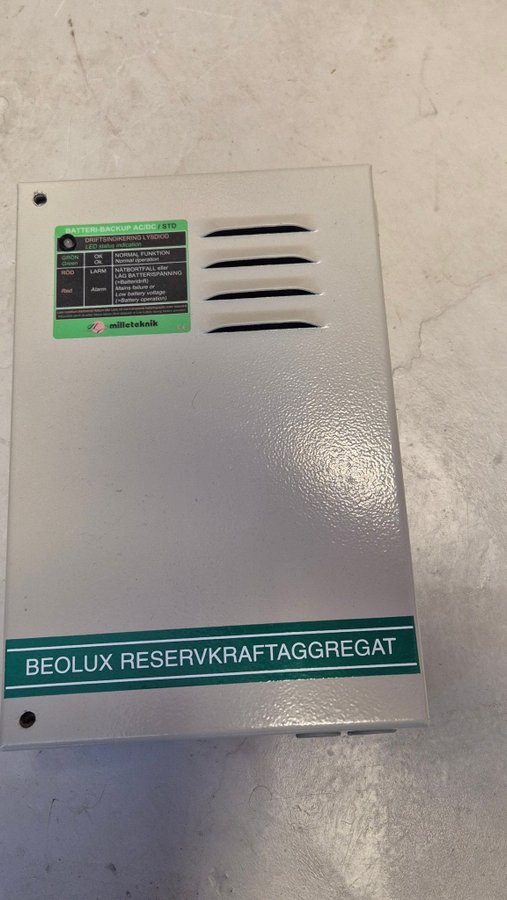 BATTERI-BACKUP AC/DC / STD
DRIFTSINDIKERING LYSDIOD
LED status indication
GRÖN OK NORMAL FUNKTION
Green Ok Normal operation
RÖD LARM NÄTBORTFALL eller
LÅG BATTERISPÄNNING
(=Batteridrift)
Red Alarm Mains failure or
Low battery voltage
(=Battery operation)
milleteknik
CE
BEOLUX RESERVKRAFTAGGREGAT